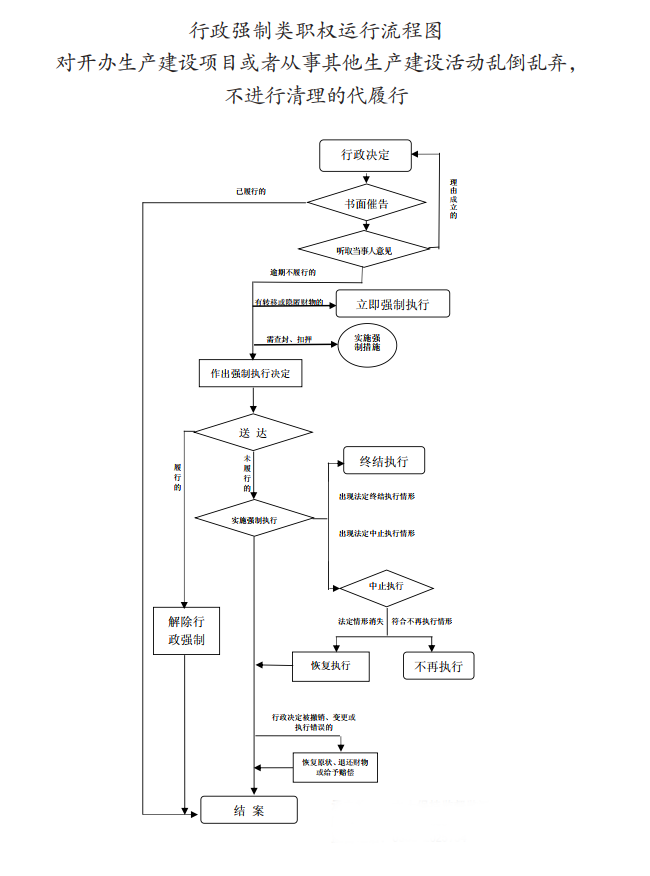 行政强制类职权运行流程图
对开办生产建设项目或者从事其他生产建设活动乱倒乱弃，
不进行清理的代履行
行政决定
理由成立的
已履行的
书面催告
听取当事人意见
逾期不履行的
有转移或隐匿财物的
立即强制执行
需查封、扣押
实施强
制措施
作出强制执行决定
送 达
履行的
未履行的
终结执行
出现法定终结执行情形
实施强制执行
出现法定中止执行情形
中止执行
解除行
政强制
法定情形消失
符合不再执行情形
恢复执行
不再执行
行政决定被撤销、变更或
执行错误的
恢复原状、退还财物
或给予赔偿
结 案